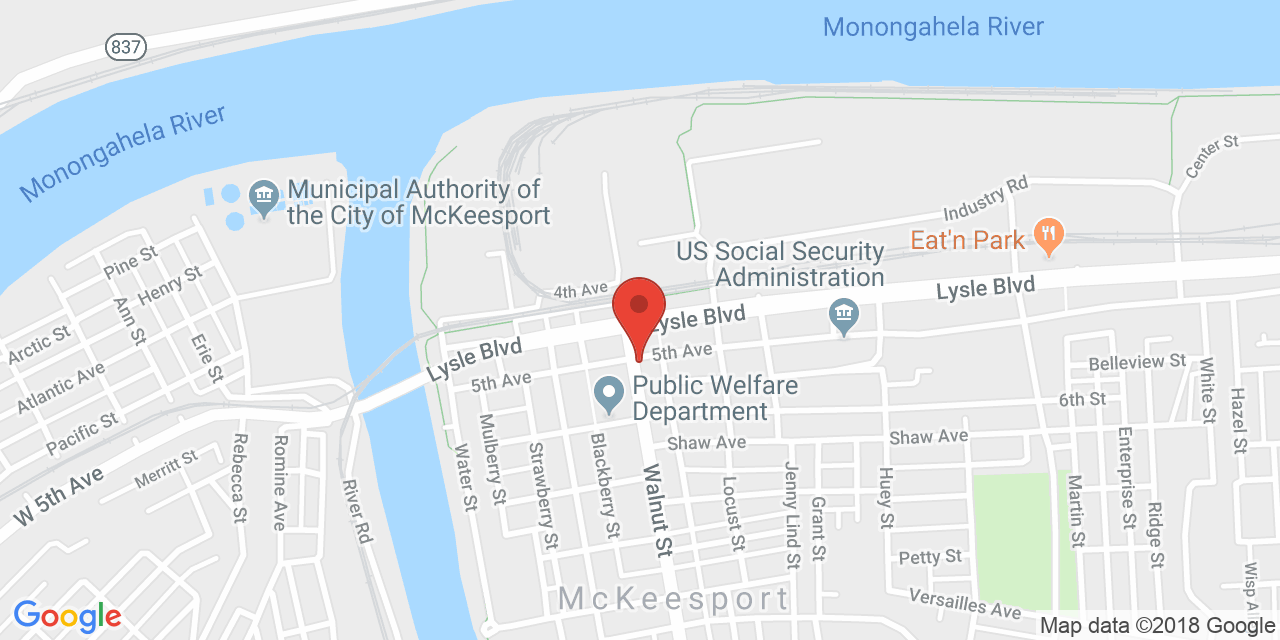 Monongahela River
837
Monongahela River
Municipal Authority of
the City of McKeesport
Center St
Industry Rd
Eat'n Park
US Social Security
Administration
Pine St
Henry St
4th Ave
Lysle Blvd
Lysle Blvd
Ann St
Erie St
Arctic St
Lysle Blvd
5th Ave
5th Ave
Atlantic Ave
Belleview St
White St
Public Welfare
Department
6th St
Hazel St
Pacific St
Mulberry St
Shaw Ave
Shaw Ave
Water St
Strawberry St
Blackberry St
Merritt St
Rebecca St
Romine Ave
W 5th Ave
River Rd
Walnut St
Locust St
Jenny Lind St
Grant St
Huey St
Martin St
Enterprise St
Ridge St
Petty St
Wisp Al
Versailles Ave
McKeesport
Google
Map data ©2018 Google